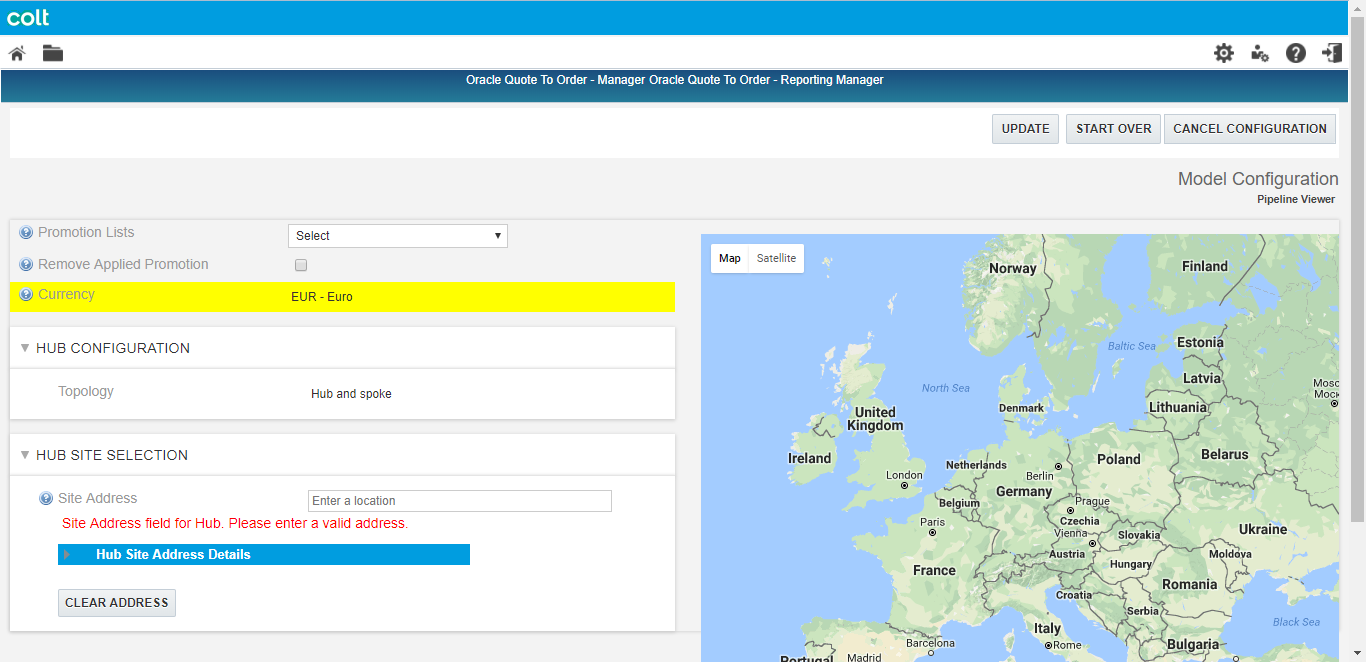 colt
Oracle Quote To Order - Manager Oracle Quote To Order - Reporting Manager
UPDATE START OVER CANCEL CONFIGURATION
Model Configuration
Pipeline Viewer
Promotion Lists Select
Remove Applied Promotion
Currency EUR - Euro
HUB CONFIGURATION
Topology Hub and spoke
HUB SITE SELECTION
Site Address Enter a location
Site Address field for Hub. Please enter a valid address.
Hub Site Address Details
CLEAR ADDRESS
Map Satellite
Norway
Finland
Baltic Sea
Estonia
Latvia
North Sea
Mosc
Моск
Denmark
Lithuania
United
Kingdom
Ireland
Belarus
Netherlands
Poland
London
Berlin
Germany
Belgium
Prague
Paris
Czechia
Ukraine
Vienna
Slovakia
Austria
Moldova
Hungary
France
Romania
Croatia
Serbia
Black Sea
Italy
Barcelona
Rome
Bulgaria
Portugal
Madrid